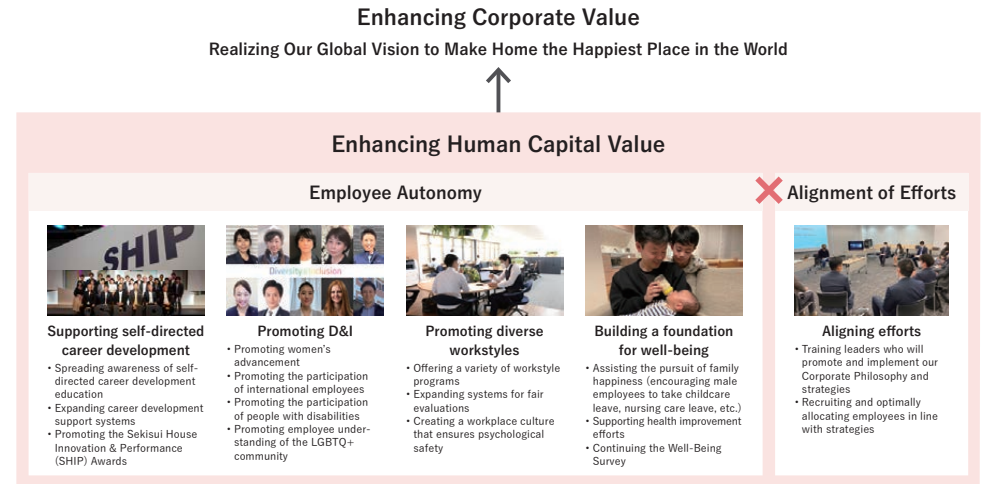 Enhancing Corporate Value
Realizing Our Global Vision to Make Home the Happiest Place in the World
Enhancing Human Capital Value
Employee Autonomy
Alignment of Efforts
SHIP
Supporting self-directed
career development
• Spreading awareness of self-
directed career development
education
• Expanding career development
support systems
• Promoting the Sekisui House
Innovation & Performance
(SHIP) Awards
Diversity & Inclusion
Promoting D&I
• Promoting women's
advancement
• Promoting the participation
of international employees
• Promoting the participation
of people with disabilities
• Promoting employee under-
standing of the LGBTQ+
community
Promoting diverse
workstyles
• Offering a variety of workstyle
programs
• Expanding systems for fair
evaluations
• Creating a workplace culture
that ensures psychological
safety
Building a foundation
for well-being
• Assisting the pursuit of family
happiness (encouraging male
employees to take childcare
leave, nursing care leave, etc.)
• Supporting health improvement
efforts
• Continuing the Well-Being
Survey
Aligning efforts
• Training leaders who will
promote and implement our
Corporate Philosophy and
strategies
• Recruiting and optimally
allocating employees in line
with strategies